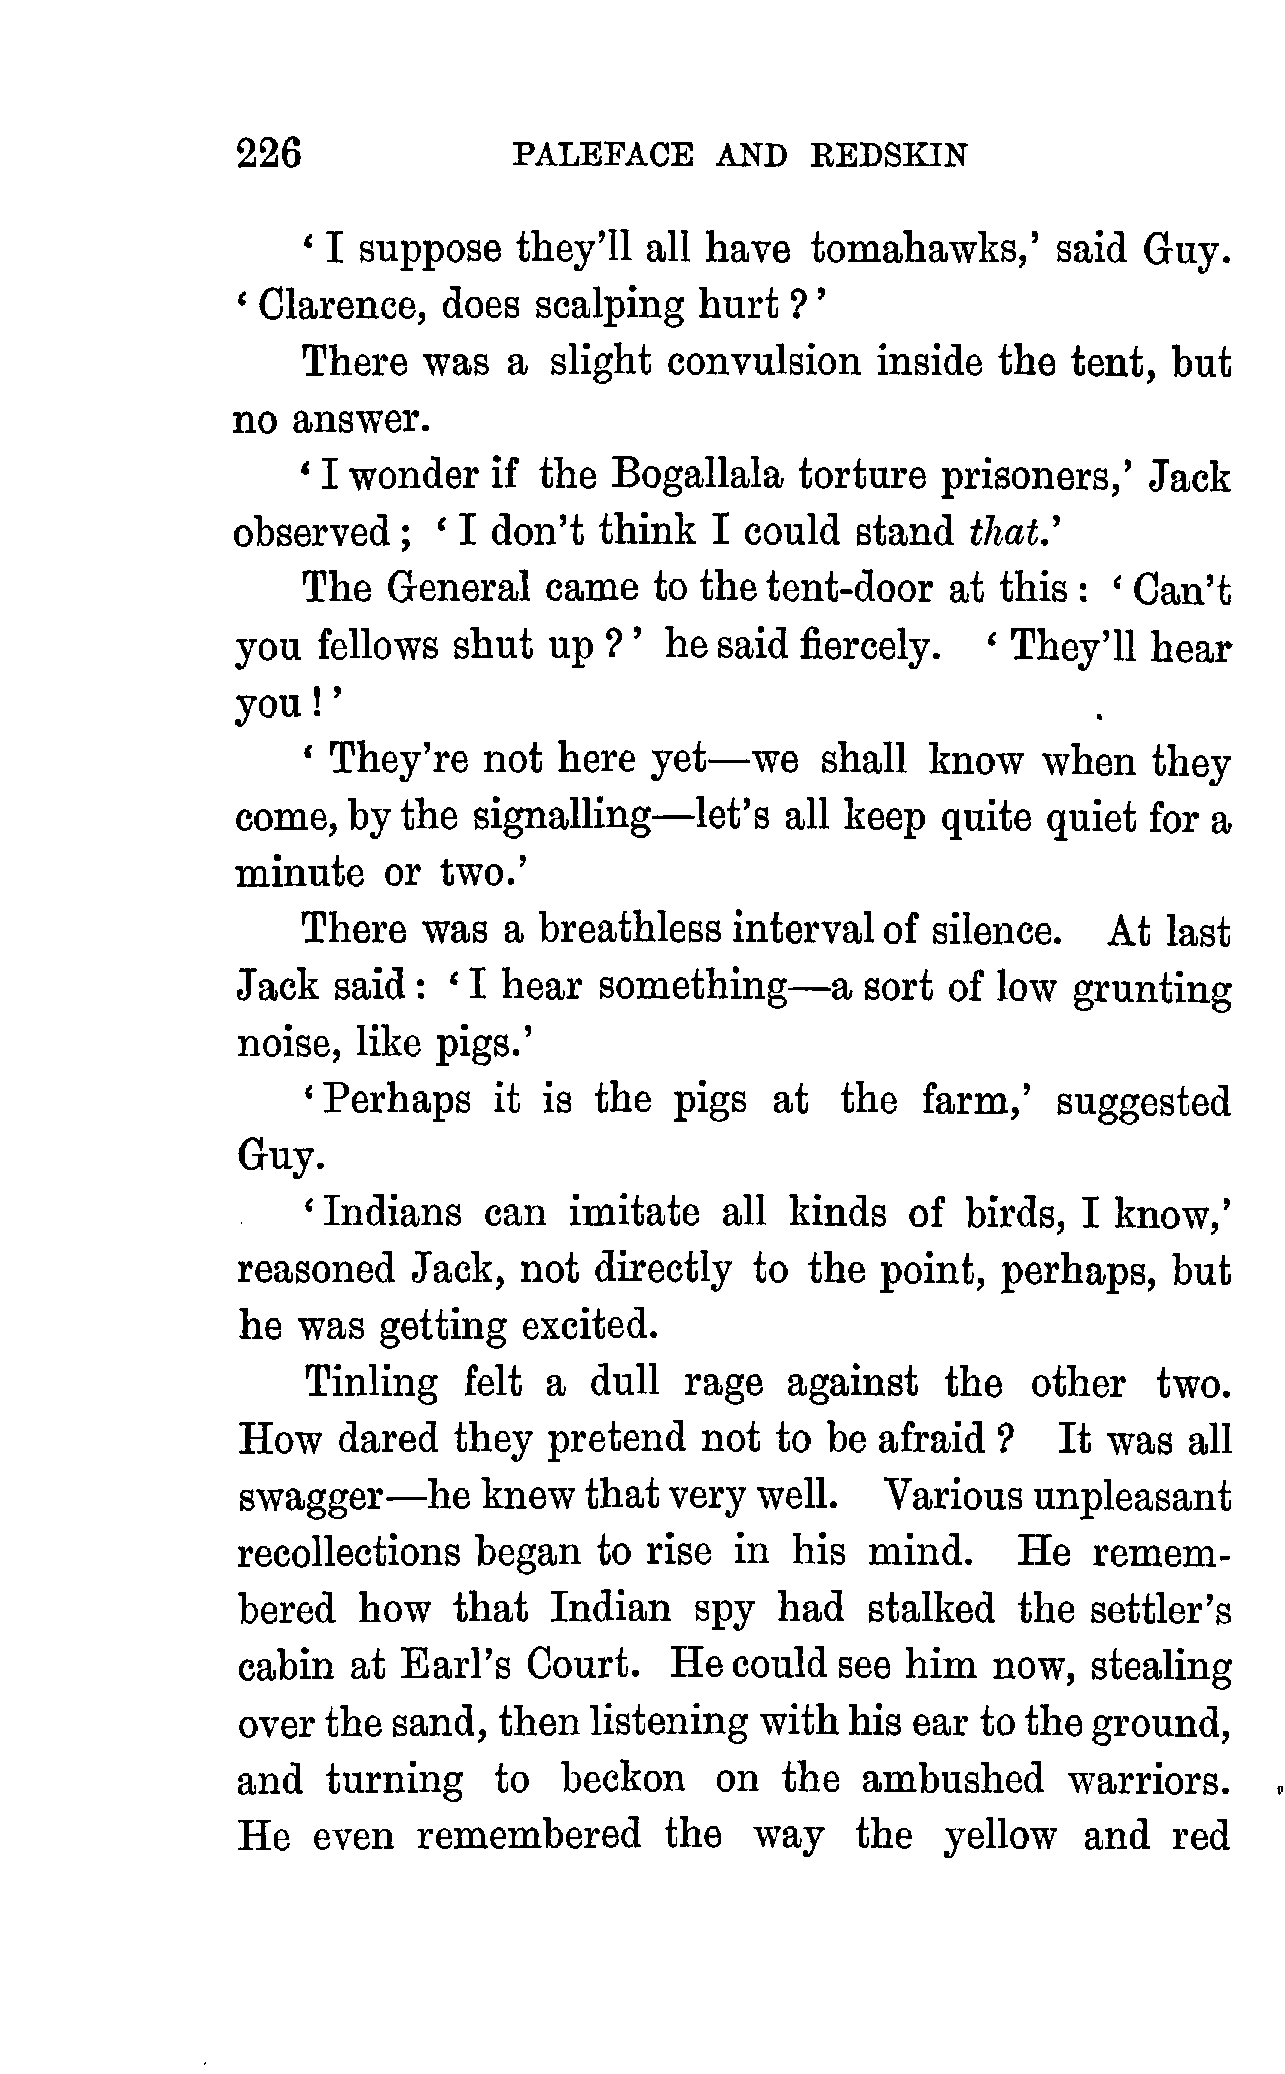 226 PALEFACE AND REDSKIN
‘ I suppose they’ll all have tomahawks,’ said Guy.
‘ Clarence, does scalping hurt ? ’
There was a slight convulsion inside the tent, but
no answer.
‘ I wonder if the Bogallala torture prisoners,’ Jack
observed ; ‘ I don’t think I could stand that.’
The General came to the tent-door at this : ‘ Can’t
you fellows shut up ? ’ he said fiercely. ‘ They’ll hear
you ! ’
‘ They’re not here yet—we shall know when they
come, by the signalling—let’s all keep quite quiet for a
minute or two.’
There was a breathless interval of silence. At last
Jack said : ‘ I hear something—a sort of low grunting
noise, like pigs.’
‘ Perhaps it is the pigs at the farm,’ suggested
Guy.
‘ Indians can imitate all kinds of birds, I know,’
reasoned Jack, not directly to the point, perhaps, but
he was getting excited.
Tinling felt a dull rage against the other two.
How dared they pretend not to be afraid ? It was all
swagger—he knew that very well. Various unpleasant
recollections began to rise in his mind. He remem-
bered how that Indian spy had stalked the settler’s
cabin at Earl’s Court. He could see him now, stealing
over the sand, then listening with his ear to the ground,
and turning to beckon on the ambushed warriors.
He even remembered the way the yellow and red